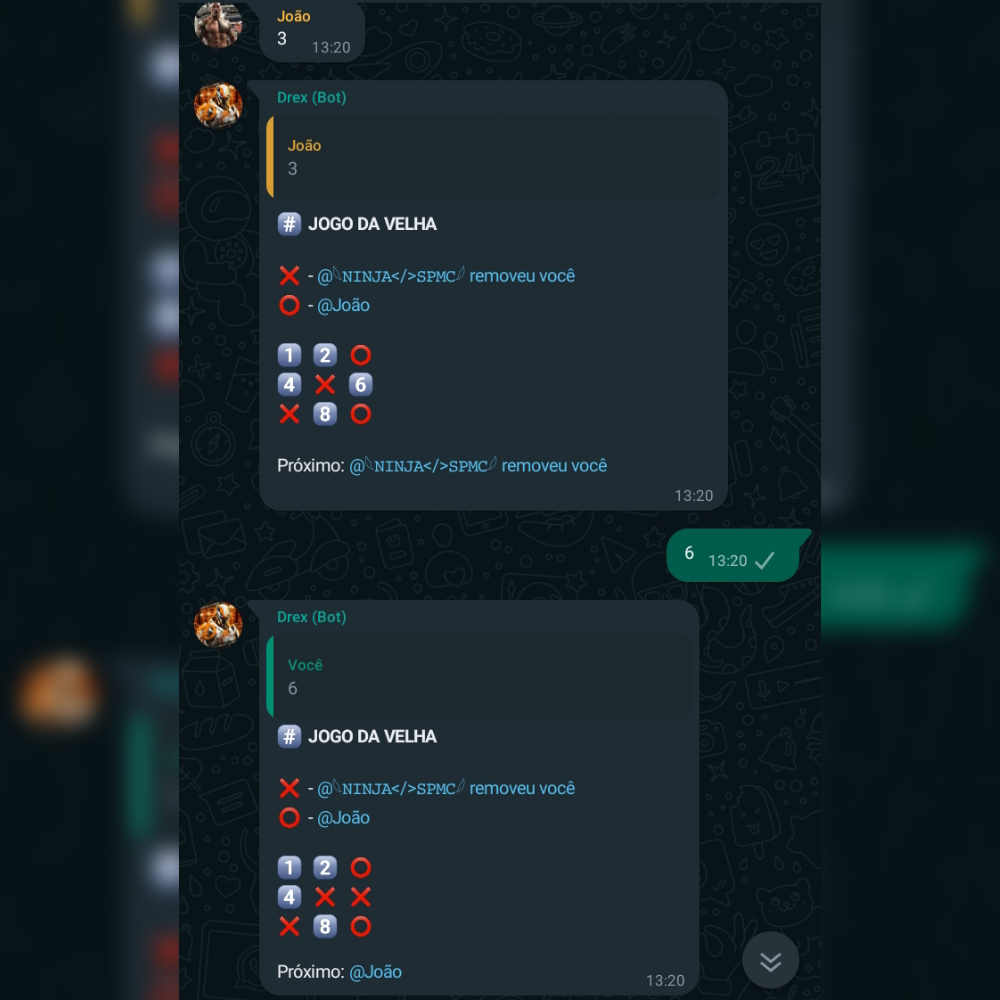 João
3 13:20
Drex (Bot)
João
3
#️⃣ JOGO DA VELHA
❌ - @NINJA</>SPMC removeu você
⭕ - @João
1️⃣ 2️⃣ ⭕
4️⃣ ❌ 6️⃣
❌ 8️⃣ ⭕
Próximo: @NINJA</>SPMC removeu você
13:20
6 13:20
Drex (Bot)
Você
6
#️⃣ JOGO DA VELHA
❌ - @NINJA</>SPMC removeu você
⭕ - @João
1️⃣ 2️⃣ ⭕
4️⃣ ❌ ❌
❌ 8️⃣ ⭕
Próximo: @João
13:20